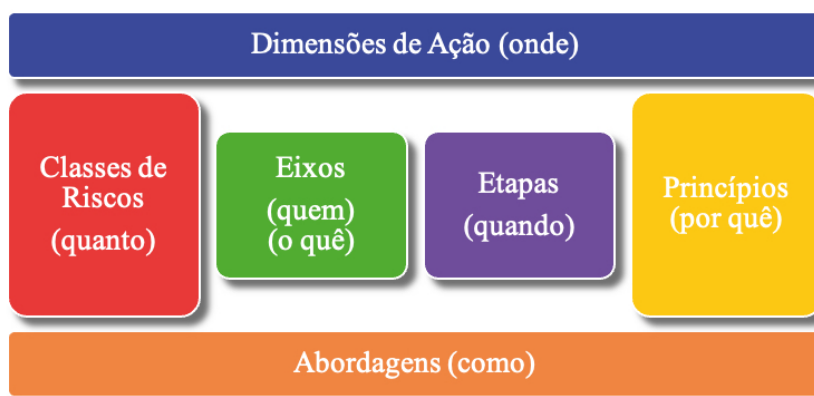 Dimensões de Ação (onde)
Classes de
Riscos
(quanto)
Eixos
(quem)
(o quê)
Etapas
(quando)
Princípios
(por quê)
Abordagens (como)